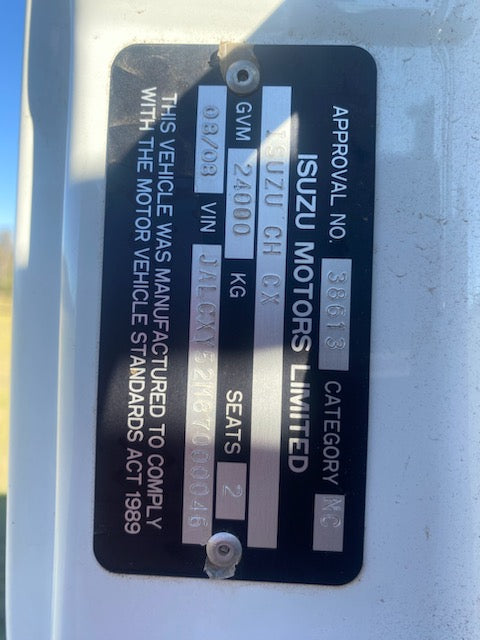 APPROVAL NO. 38613 CATEGORY NC
ISUZU MOTORS LIMITED
ISUZU CH CX
GVM 24000 KG SEATS 2
08/08 VIN JALCXY52M87000046
THIS VEHICLE WAS MANUFACTURED TO COMPLY
WITH THE MOTOR VEHICLE STANDARDS ACT 1989